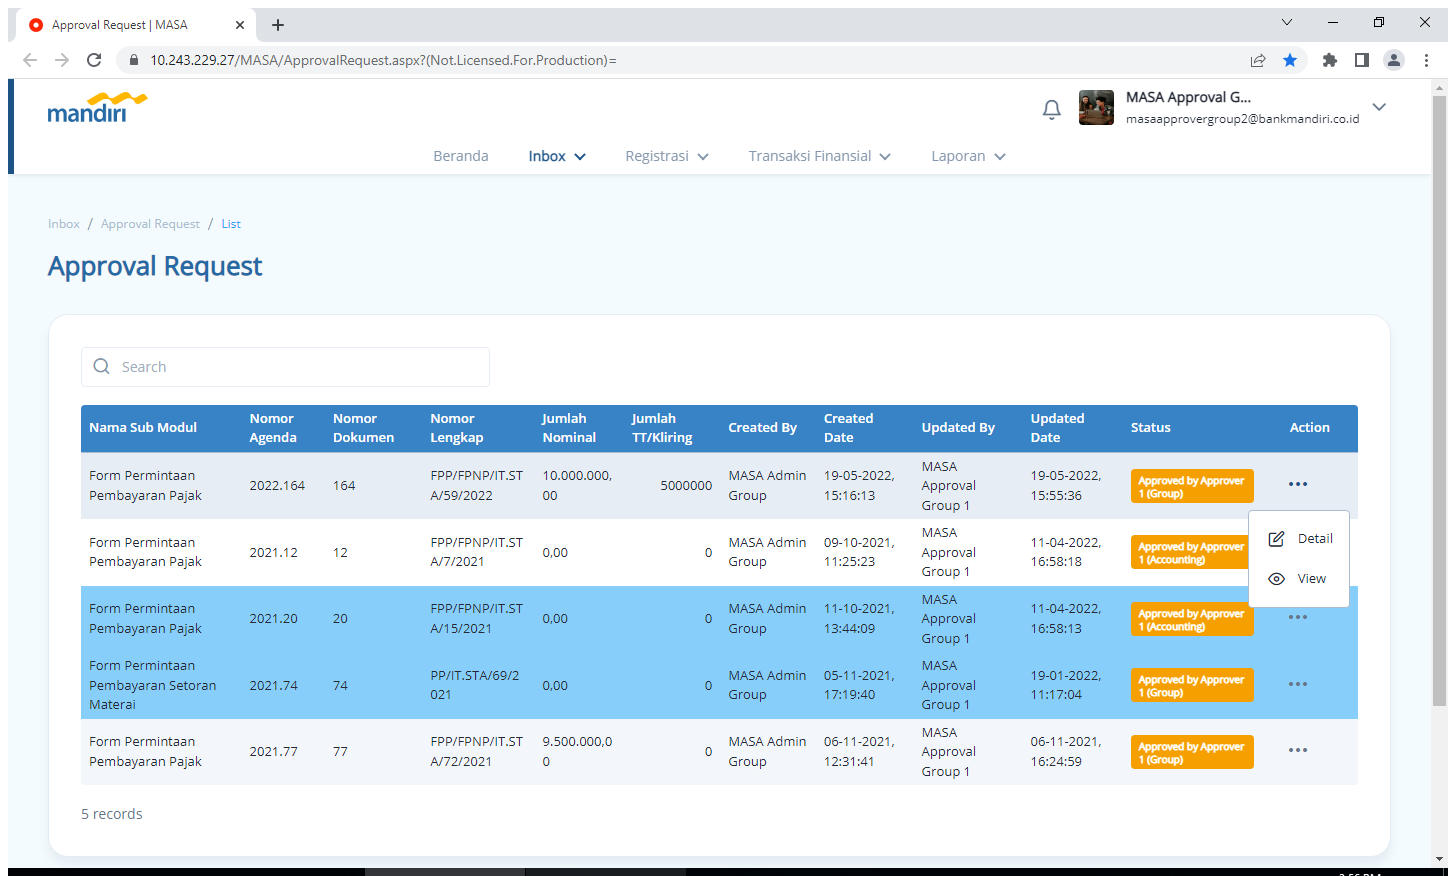 Approval Request | MASA
10.243.229.27/MASA/ApprovalRequest.aspx?(Not.Licensed.For.Production)=
mandiri
MASA Approval G...
masaapprovergroup2@bankmandiri.co.id
Beranda Inbox Registrasi Transaksi Finansial Laporan
Inbox / Approval Request / List
Approval Request
Search
Nama Sub Modul
Nomor
Agenda
Nomor
Dokumen
Nomor
Lengkap
Jumlah
Nominal
Jumlah
TT/Kliring
Created By
Created
Date
Updated By
Updated
Date
Status
Action
Form Permintaan
Pembayaran Pajak
2022.164
164
FPP/FPNP/IT.ST
A/59/2022
10.000.000,
00
5000000
MASA Admin
Group
19-05-2022,
15:16:13
MASA
Approval
Group 1
19-05-2022,
15:55:36
Approved by Approver
1 (Group)
Detail
View
Form Permintaan
Pembayaran Pajak
2021.12
12
FPP/FPNP/IT.ST
A/7/2021
0,00
0
MASA Admin
Group
09-10-2021,
11:25:23
MASA
Approval
Group 1
11-04-2022,
16:58:18
Approved by Approver
1 (Accounting)
Form Permintaan
Pembayaran Pajak
2021.20
20
FPP/FPNP/IT.ST
A/15/2021
0,00
0
MASA Admin
Group
11-10-2021,
13:44:09
MASA
Approval
Group 1
11-04-2022,
16:58:13
Approved by Approver
1 (Accounting)
Form Permintaan
Pembayaran Setoran
Materai
2021.74
74
PP/IT.STA/69/2
021
0,00
0
MASA Admin
Group
05-11-2021,
17:19:40
MASA
Approval
Group 1
19-01-2022,
11:17:04
Approved by Approver
1 (Group)
Form Permintaan
Pembayaran Pajak
2021.77
77
FPP/FPNP/IT.ST
A/72/2021
9.500.000,0
0
0
MASA Admin
Group
06-11-2021,
12:31:41
MASA
Approval
Group 1
06-11-2021,
16:24:59
Approved by Approver
1 (Group)
5 records